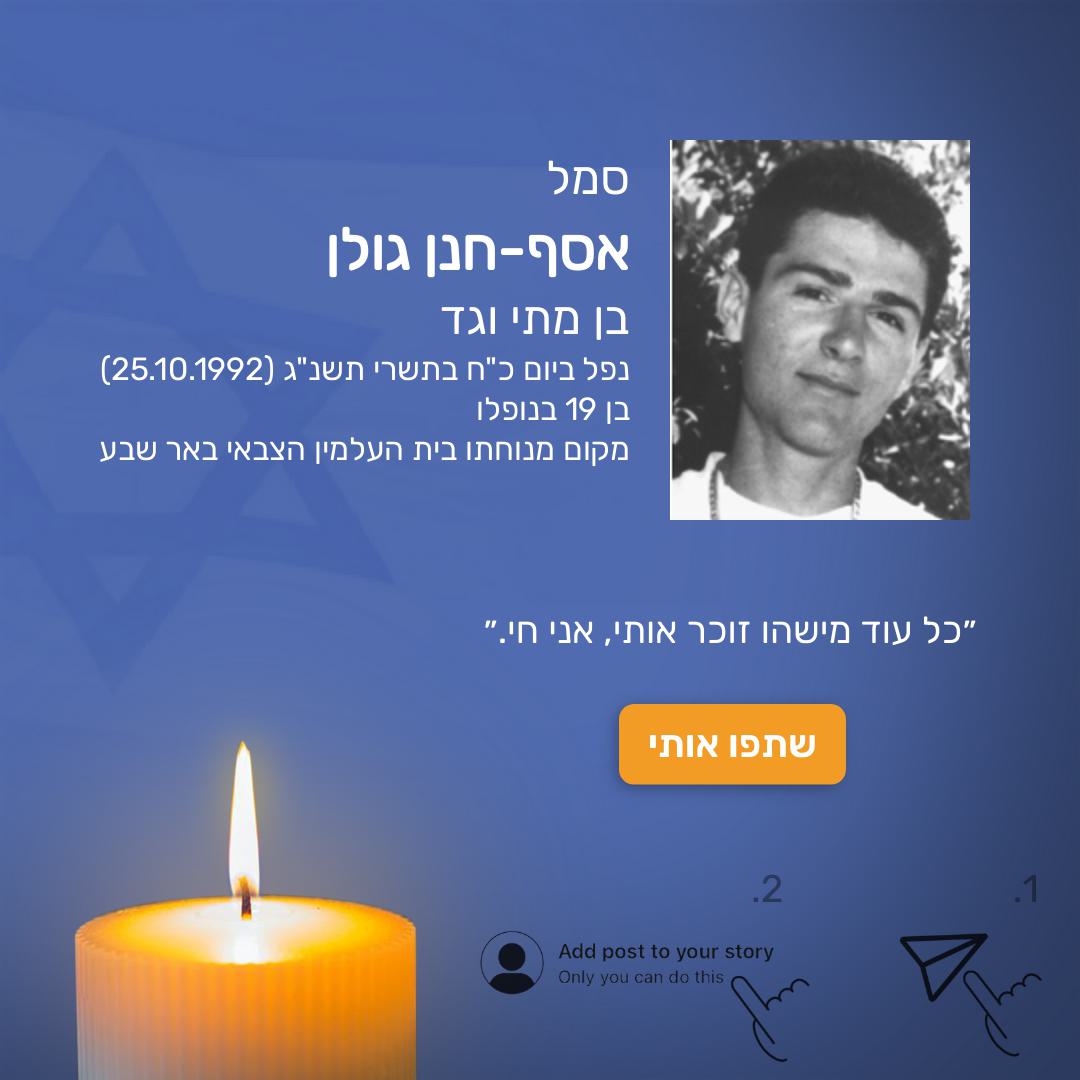 סמל
אסף-חנן גולן
בן מתי וגד
נפל ביום כ"ח בתשרי תשנ"ג (25.10.1992)
בן 19 בנופלו
מקום מנוחתו בית העלמין הצבאי באר שבע
״כל עוד מישהו זוכר אותי, אני חי.״
שתפו אותי
1.
2.
Add post to your story
Only you can do this